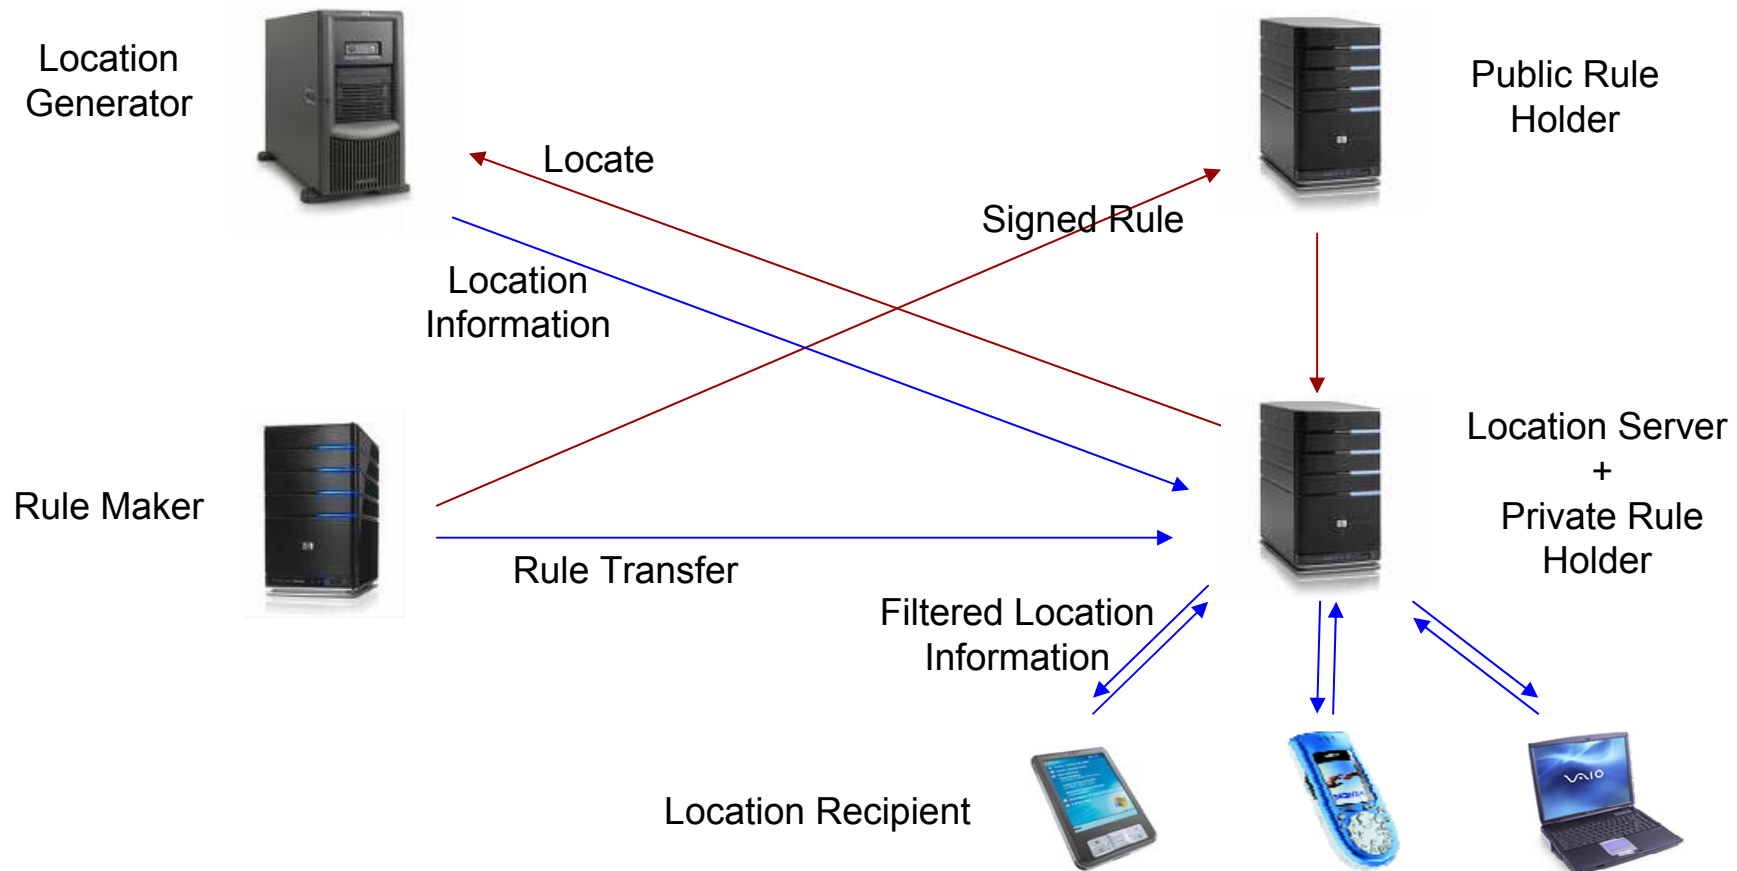 Location
Generator
Public Rule
Holder
Locate
Signed Rule
Location
Information
Location Server
+
Private Rule
Holder
Rule Maker
Rule Transfer
Filtered Location
Information
Location Recipient
VAIO